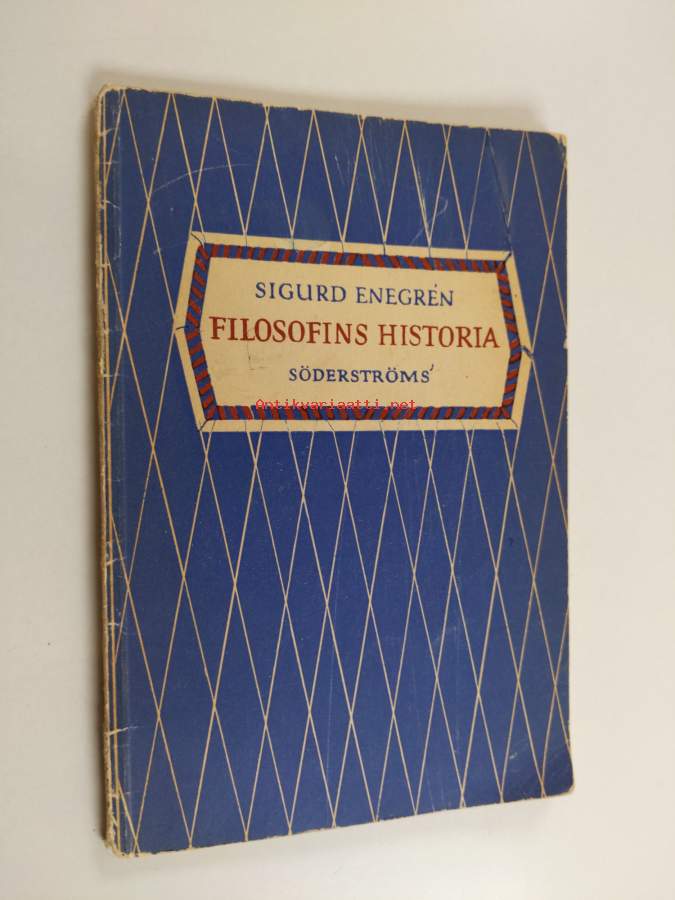 SIGURD ENEGRÉN
FILOSOFINS HISTORIA
SÖDERSTRÖMS
Antikvariaatti.net